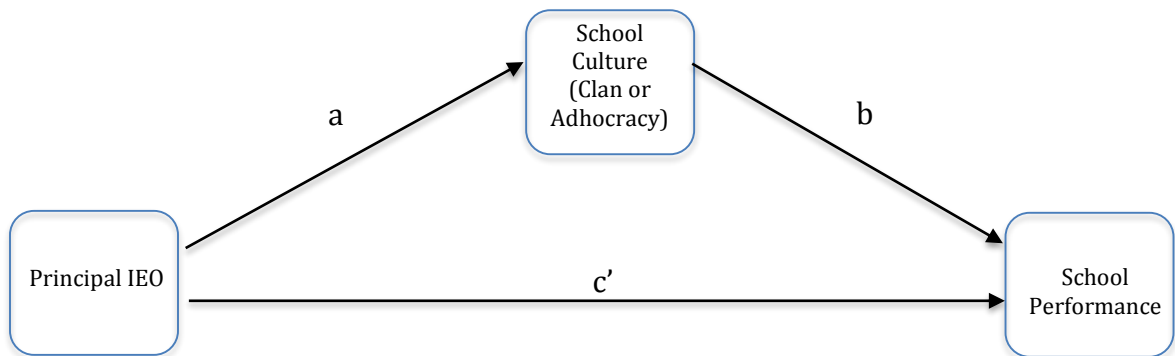 School
Culture
(Clan or
Adhocracy)
a
b
Principal IEO
c’
School
Performance